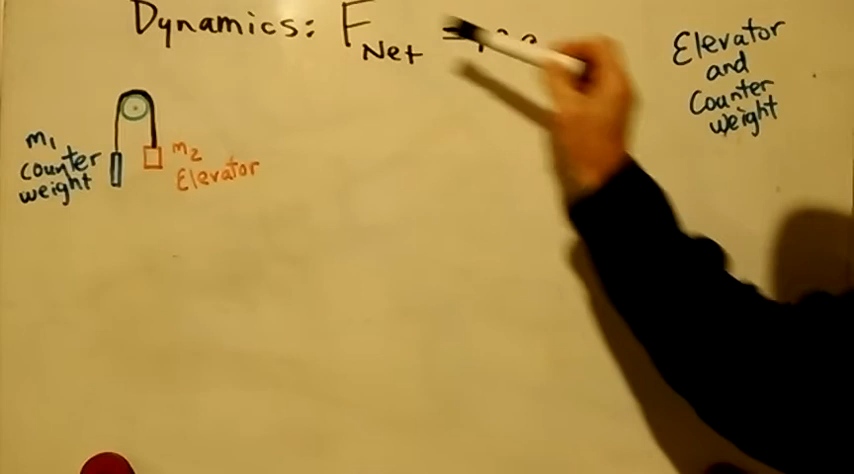 Dynamics: F Net =
Elevator
and
Counter
weight
m1
counter
weight
m2
Elevator